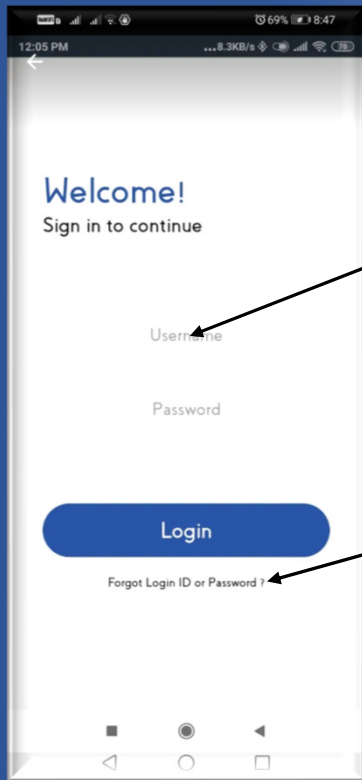 69% 8:47
12:05 PM ...8.3KB/s 78
Welcome!
Sign in to continue
Username
Password
Login
Forgot Login ID or Password ?